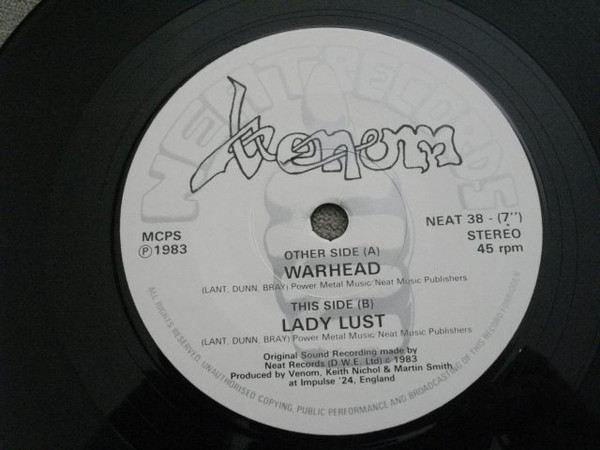 NEAT RECORDS
Venom
MCPS
℗ 1983
NEAT 38 - (7")
STEREO
45 rpm
OTHER SIDE (A)
WARHEAD
(LANT. DUNN. BRAY) Power Metal Music/Neat Music Publishers
THIS SIDE (B)
LADY LUST
(LANT. DUNN. BRAY) Power Metal Music/Neat Music Publishers
Original Sound Recording made by
Neat Records (D.W.E. Ltd) © 1983
Produced by Venom, Keith Nichol & Martin Smith
at Impulse '24, England
ALL RIGHTS RESERVED. UNAUTHORISED COPYING, PUBLIC PERFORMANCE AND BROADCASTING OF THIS RECORD FORBIDDEN